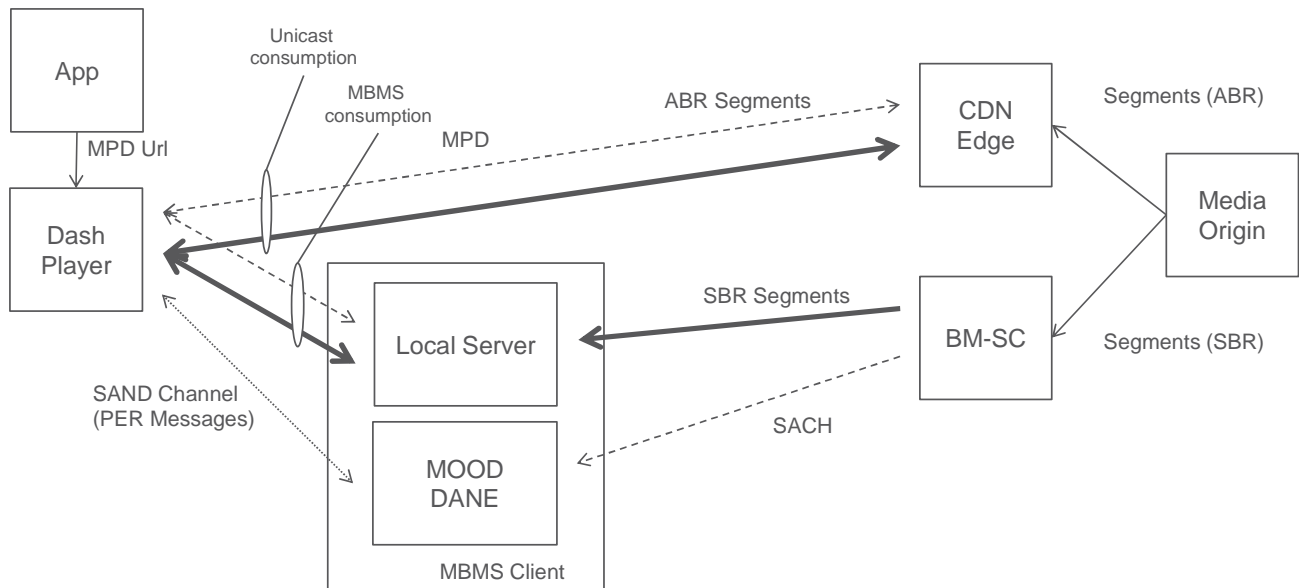 App
Unicast
consumption
MBMS
consumption
MPD Url
ABR Segments
MPD
CDN
Edge
Segments (ABR)
Dash
Player
Media
Origin
SBR Segments
Local Server
BM-SC
Segments (SBR)
SAND Channel
(PER Messages)
SACH
MOOD
DANE
MBMS Client